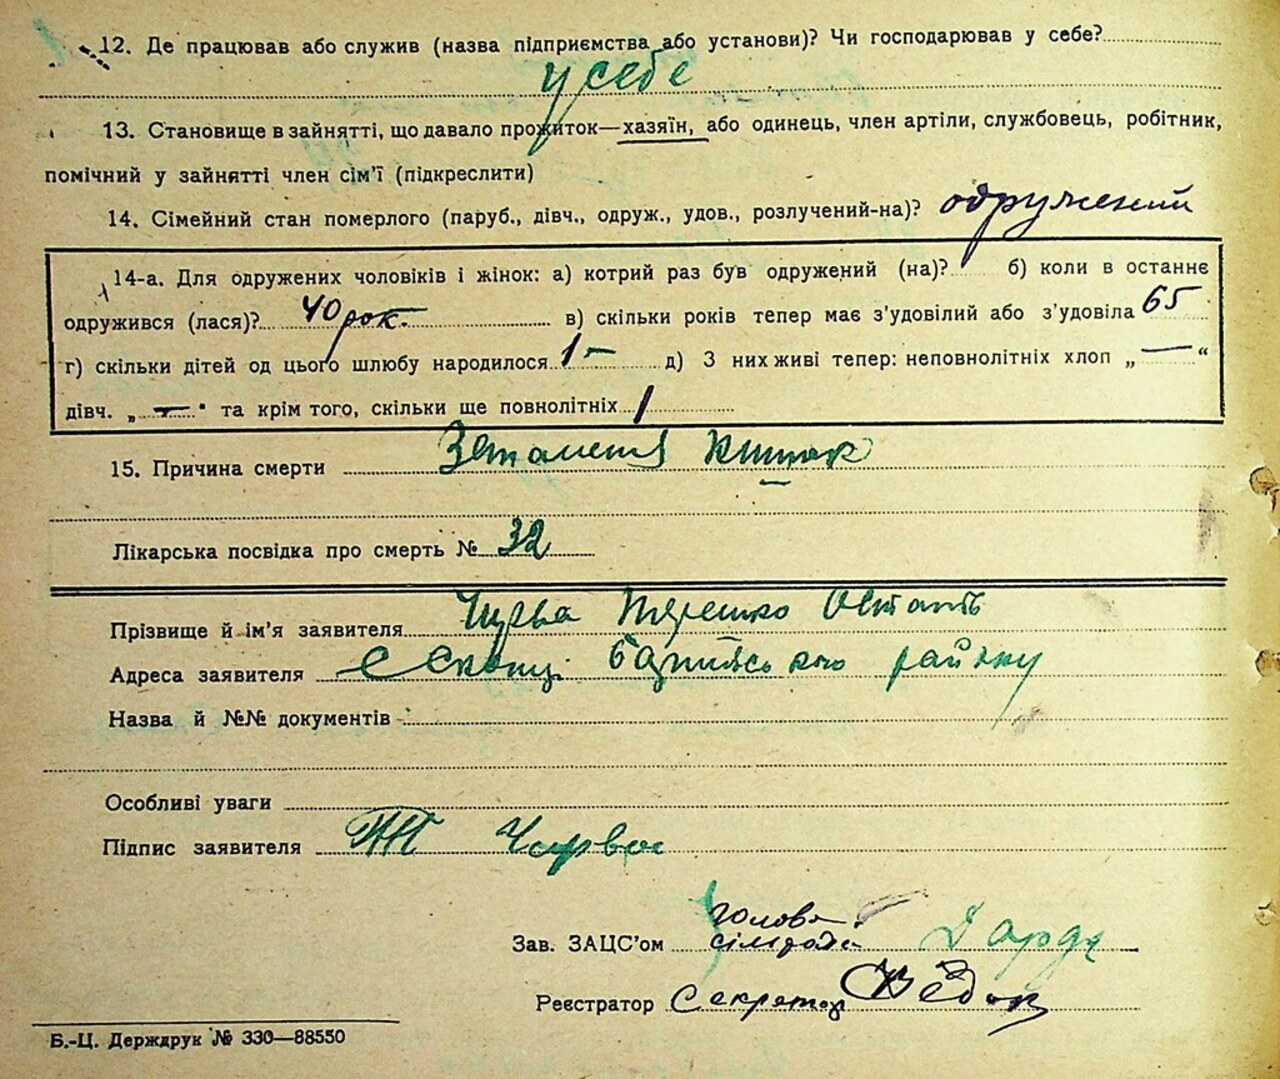 12. Де працював або служив (назва підприємства або установи)? Чи господарював у себе?
у себе
13. Становище в зайнятті, що давало прожиток—хазяїн, або одинець, член артіли, службовець, робітник,
помічний у зайнятті член сім'ї (підкреслити)
14. Сімейний стан померлого (паруб., дівч., одруж., удов., розлучений-на)? одружений
14-а. Для одружених чоловіків і жінок: а) котрий раз був одружений (на)? б) коли в останнє
одружився (лася)? 40 рок. в) скільки років тепер має з'удовілий або з'удовіла 65
г) скільки дітей од цього шлюбу народилося 1 - д) З них живі тепер: неповнолітніх хлоп „ — “
дівч. „ — " та крім того, скільки ще повнолітніх 1
15. Причина смерти
Лікарська посвідка про смерть № 32
Прізвище й ім'я заявителя
Адреса заявителя с району
Назва й №№ документів
Особливі уваги
Підпис заявителя
Зав. ЗАЦС'ом голова сільради
Реєстратор Секретар
Б.-Ц. Держдрук № 330—88550